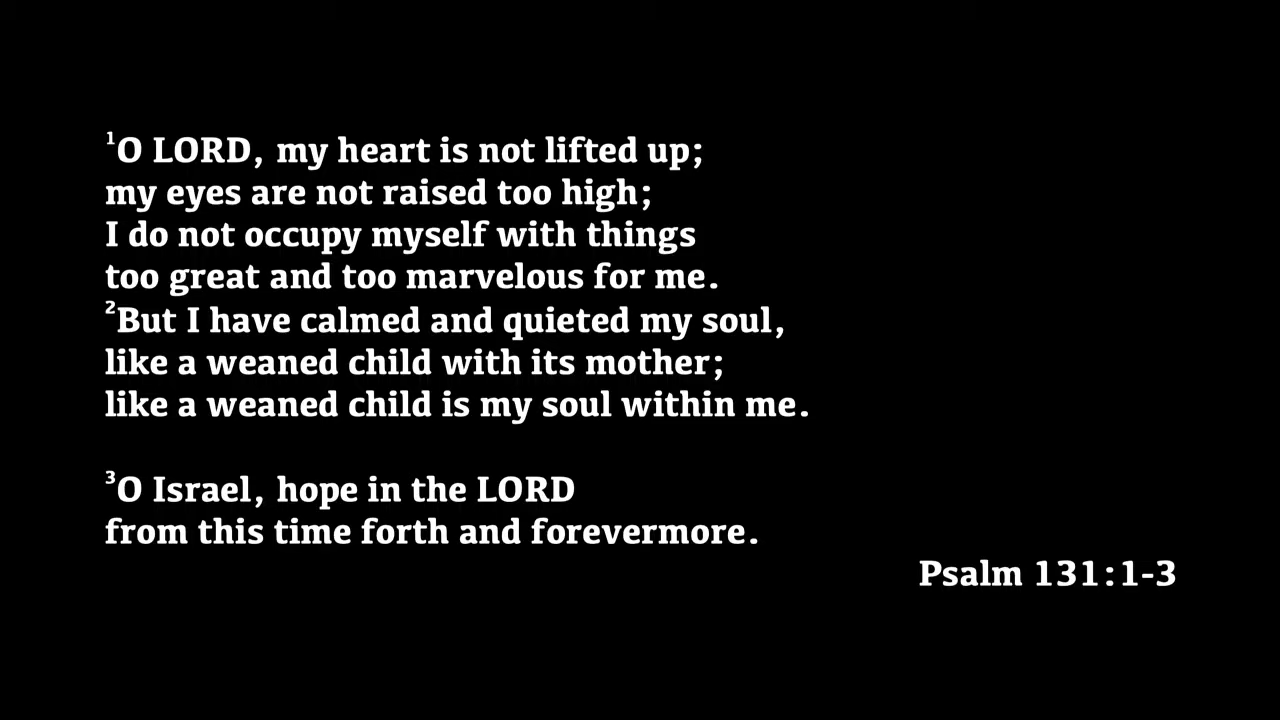 ¹O LORD, my heart is not lifted up;
my eyes are not raised too high;
I do not occupy myself with things
too great and too marvelous for me.
²But I have calmed and quieted my soul,
like a weaned child with its mother;
like a weaned child is my soul within me.
³O Israel, hope in the LORD
from this time forth and forevermore.
Psalm 131:1-3